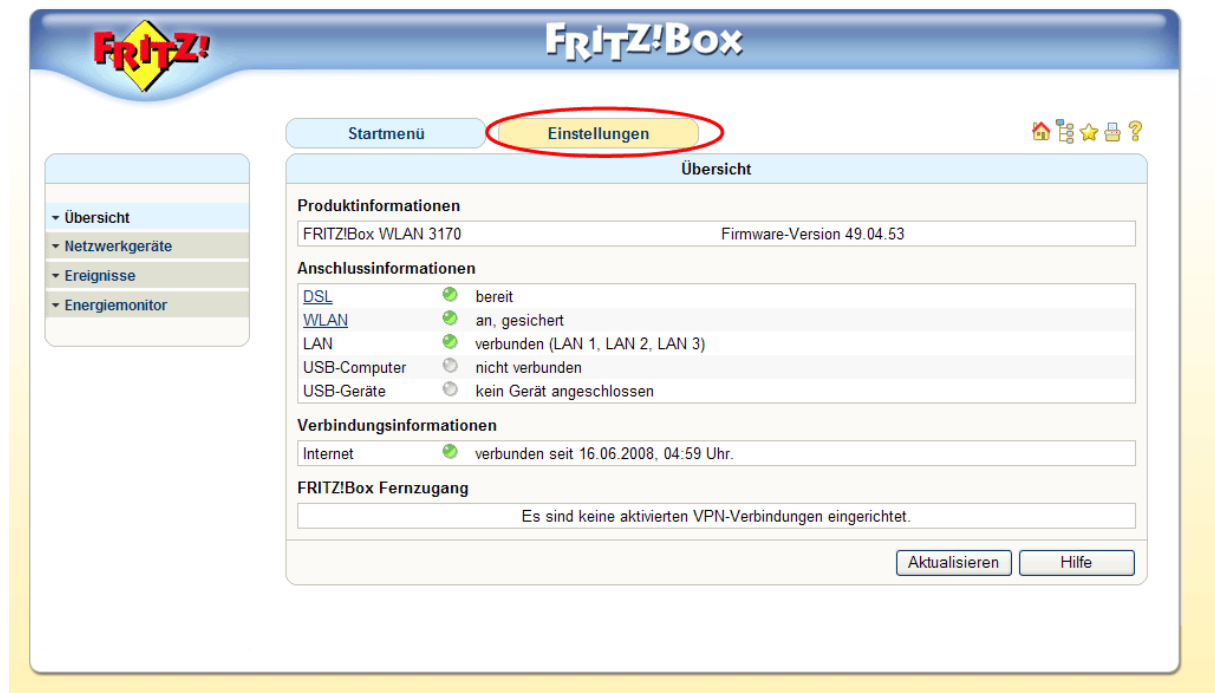 FRITZ!
FRITZ!Box
Startmenü Einstellungen
Übersicht
Übersicht
Netzwerkgeräte
Ereignisse
Energiemonitor
Produktinformationen
FRITZ!Box WLAN 3170 Firmware-Version 49.04.53
Anschlussinformationen
DSL bereit
WLAN an, gesichert
LAN verbunden (LAN 1, LAN 2, LAN 3)
USB-Computer nicht verbunden
USB-Geräte kein Gerät angeschlossen
Verbindungsinformationen
Internet verbunden seit 16.06.2008, 04:59 Uhr.
FRITZ!Box Fernzugang
Es sind keine aktivierten VPN-Verbindungen eingerichtet.
Aktualisieren Hilfe